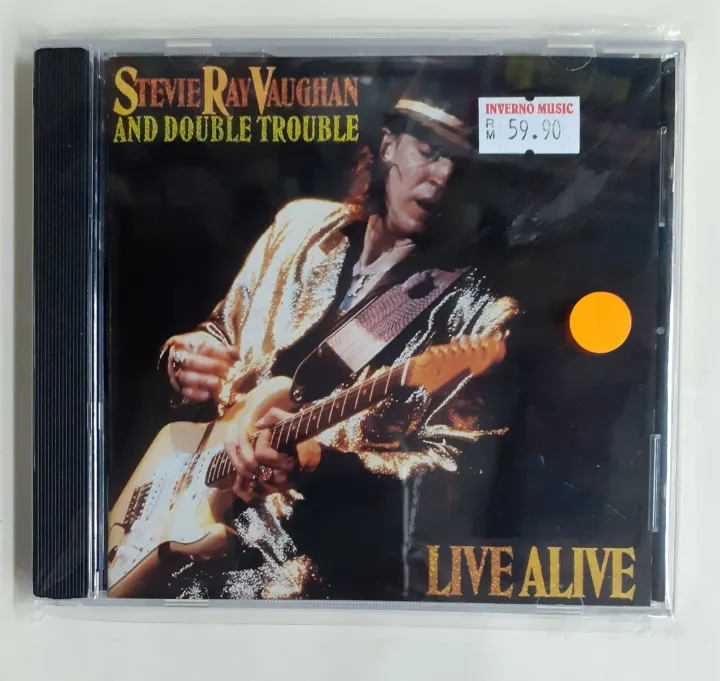 STEVIE RAY VAUGHAN
AND DOUBLE TROUBLE
INVERNO MUSIC
RM 59.90
LIVE ALIVE